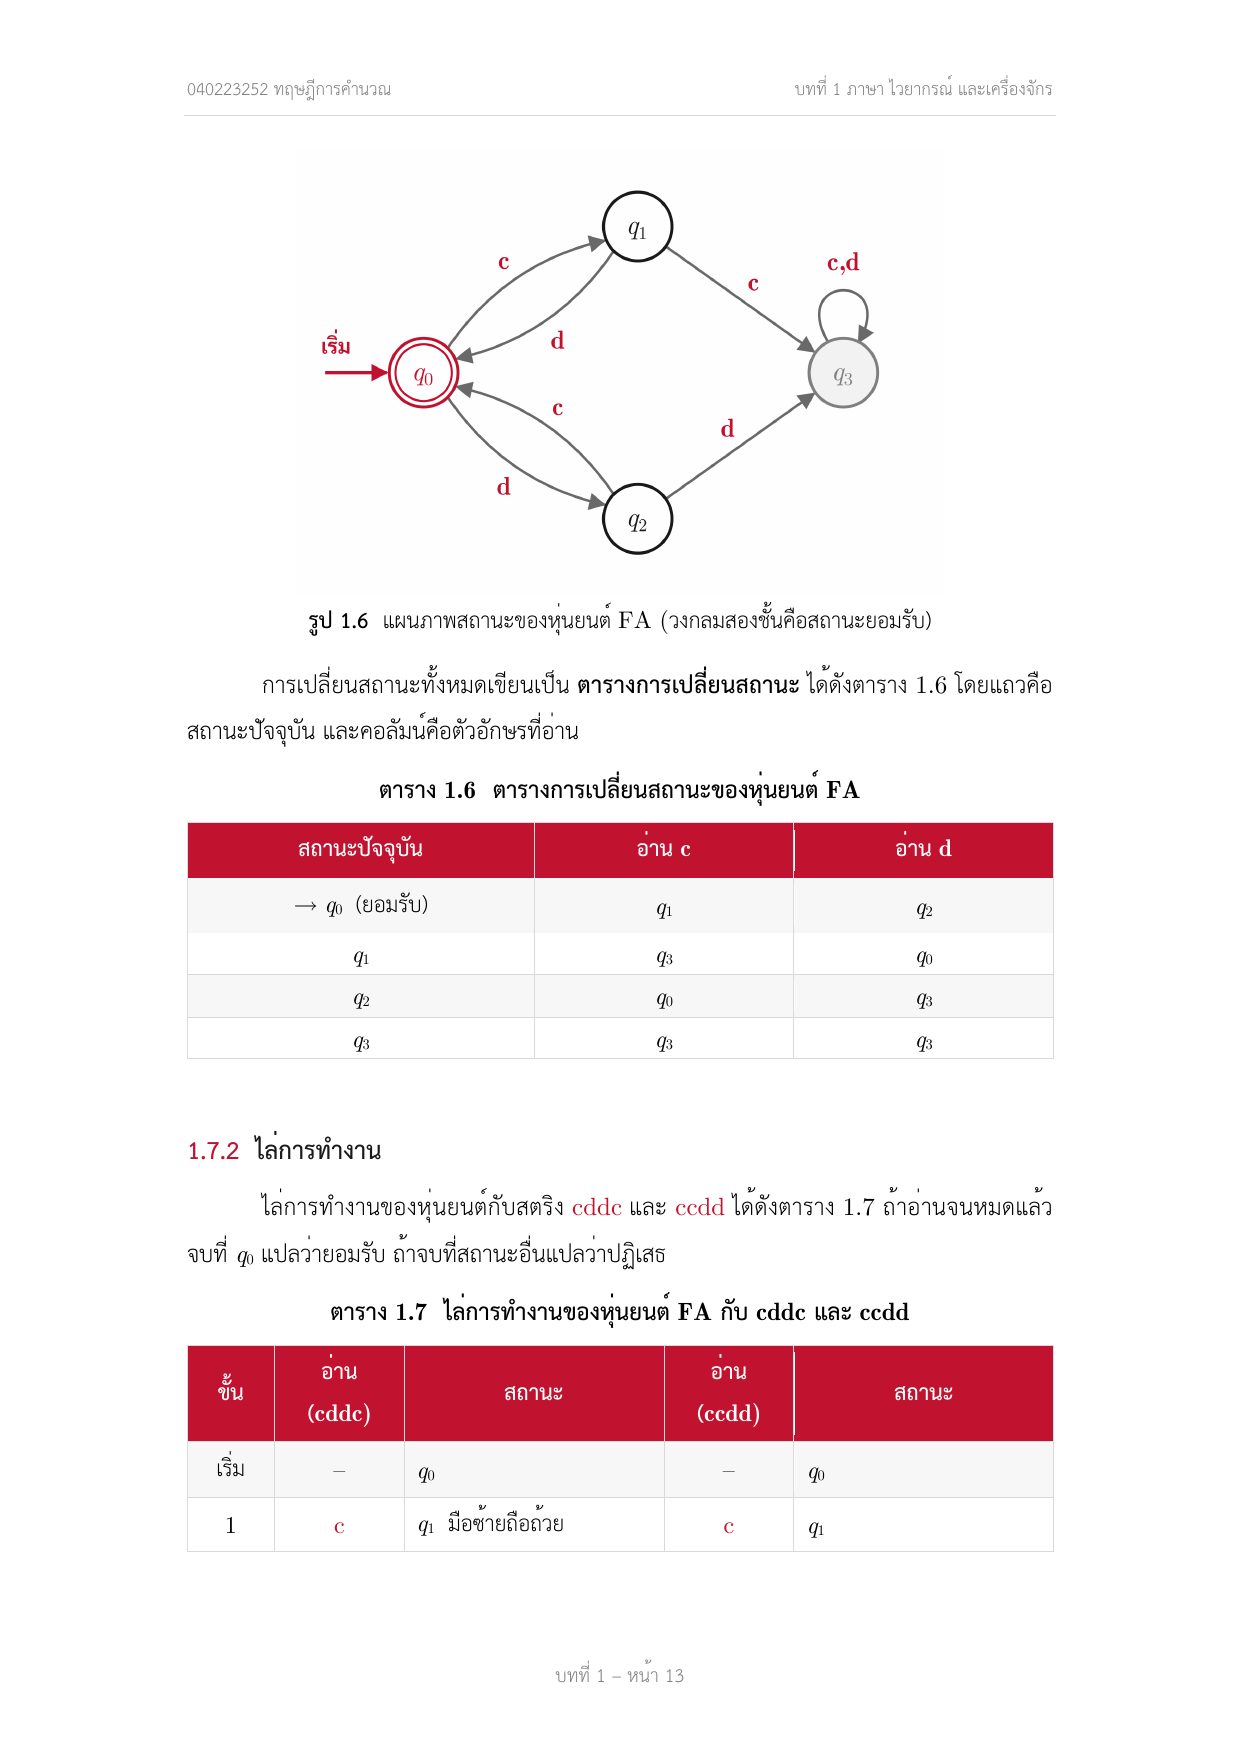 040223252 ทฤษฎีการคำนวณ
บทที่ 1 ภาษา ไวยากรณ์ และเครื่องจักร
q1
c
c,d
c
เริ่ม
d
q0
q3
c
d
d
q2
รูป 1.6 แผนภาพสถานะของหุ่นยนต์ FA (วงกลมสองชั้นคือสถานะยอมรับ)
การเปลี่ยนสถานะทั้งหมดเขียนเป็น ตารางการเปลี่ยนสถานะ ได้ดังตาราง 1.6 โดยแถวคือ
สถานะปัจจุบัน และคอลัมน์คือตัวอักษรที่อ่าน
ตาราง 1.6 ตารางการเปลี่ยนสถานะของหุ่นยนต์ FA
สถานะปัจจุบัน อ่าน c อ่าน d
→ q0 (ยอมรับ) q1 q2
q1 q3 q0
q2 q0 q3
q3 q3 q3
1.7.2 ไล่การทำงาน
ไล่การทำงานของหุ่นยนต์กับสตริง cddc และ ccdd ได้ดังตาราง 1.7 ถ้าอ่านจนหมดแล้ว
จบที่ q0 แปลว่ายอมรับ ถ้าจบที่สถานะอื่นแปลว่าปฏิเสธ
ตาราง 1.7 ไล่การทำงานของหุ่นยนต์ FA กับ cddc และ ccdd
ขั้น อ่าน (cddc) สถานะ อ่าน (ccdd) สถานะ
เริ่ม – q0 – q0
1 c q1 มือซ้ายถือถ้วย c q1
บทที่ 1 – หน้า 13